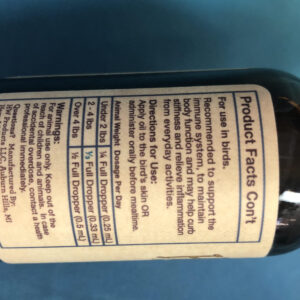 Product Facts Con't
For use in birds.
Recommended to support the
immune system, to maintain
body function and may help curb
stiffness and relieve inflammation
from everyday activities.
Directions for Use:
Apply oil to the bird's skin OR
administer orally before mealtime.
Animal Weight Dosage Per Day
Under 2 lbs ¼ Full Dropper (0.25 ml)
2 - 4 lbs ⅓ Full Dropper (0.33 ml)
Over 4 lbs ½ Full Dropper (0.5 ml)
Warnings:
For animal use only. Keep out of the
reach of children and animals. In case
of accidental overdose, contact a health
professional immediately.
Questions? Manufactured By:
Products LLC, Auburn Hills, MI